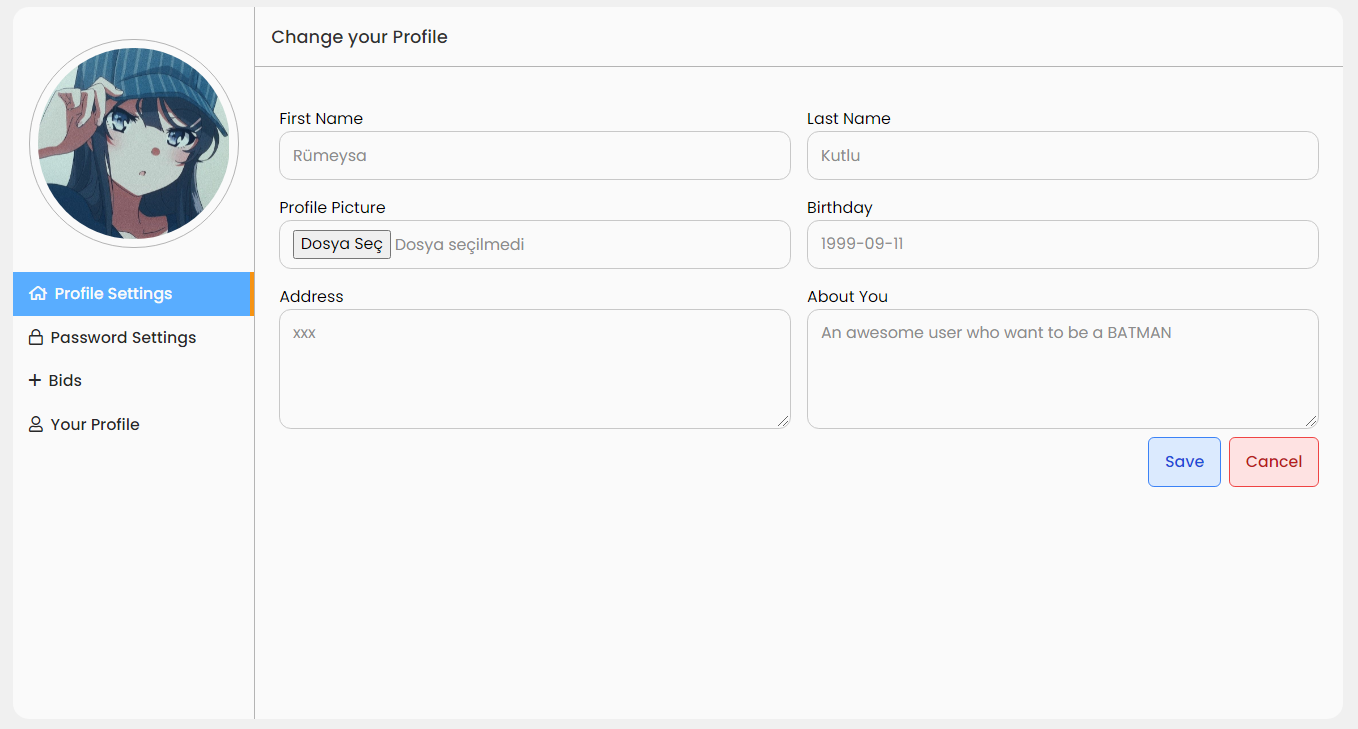 Change your Profile
First Name
Last Name
Rümeysa
Kutlu
Profile Picture
Birthday
Dosya Seç Dosya seçilmedi
1999-09-11
Profile Settings
Address
About You
xxx
An awesome user who want to be a BATMAN
Password Settings
Bids
Your Profile
Save
Cancel